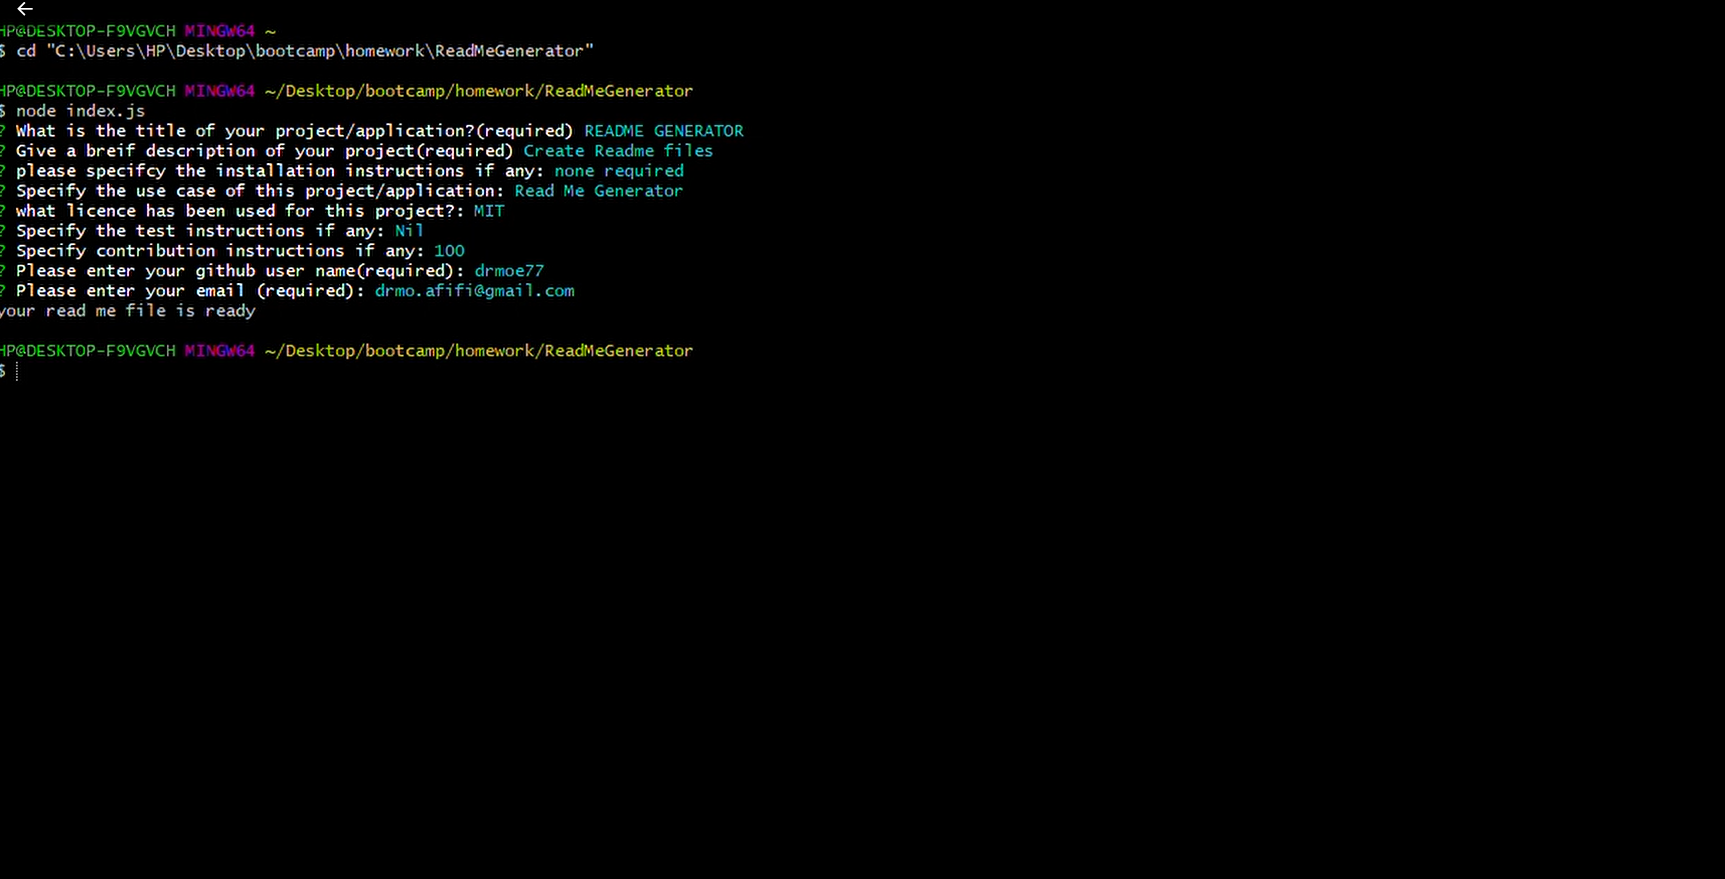 HP@DESKTOP-F9VGVCH MINGW64 ~
$ cd "C:\Users\HP\Desktop\bootcamp\homework\ReadMeGenerator"
HP@DESKTOP-F9VGVCH MINGW64 ~/Desktop/bootcamp/homework/ReadMeGenerator
$ node index.js
? What is the title of your project/application?(required) README GENERATOR
? Give a breif description of your project(required) Create Readme files
? please specifcy the installation instructions if any: none required
? Specify the use case of this project/application: Read Me Generator
? what licence has been used for this project?: MIT
? Specify the test instructions if any: Nil
? Specify contribution instructions if any: 100
? Please enter your github user name(required): drmoe77
? Please enter your email (required): drmo.afifi@gmail.com
your read me file is ready
HP@DESKTOP-F9VGVCH MINGW64 ~/Desktop/bootcamp/homework/ReadMeGenerator
$